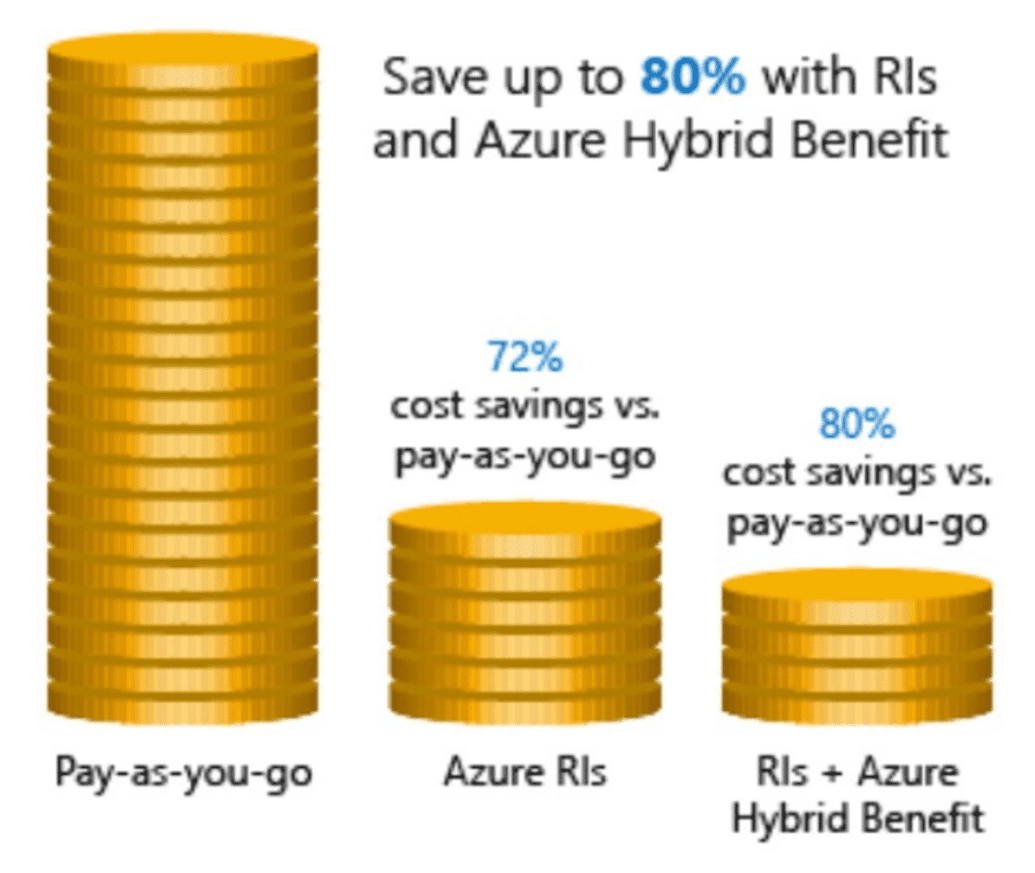 Save up to 80% with RIs
and Azure Hybrid Benefit
72%
cost savings vs.
pay-as-you-go
80%
cost savings vs.
pay-as-you-go
Pay-as-you-go
Azure RIs
RIs + Azure
Hybrid Benefit